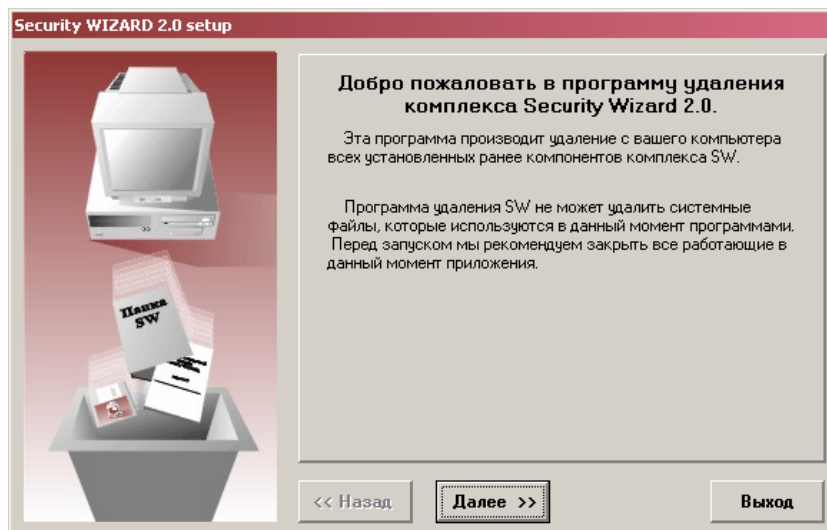 Security WIZARD 2.0 setup
Добро пожаловать в программу удаления
комплекса Security Wizard 2.0.
Эта программа производит удаление с вашего компьютера
всех установленных ранее компонентов комплекса SW.
Программа удаления SW не может удалить системные
файлы, которые используются в данный момент программами.
Перед запуском мы рекомендуем закрыть все работающие в
данный момент приложения.
Папка
SW
<< Назад
Далее >>
Выход